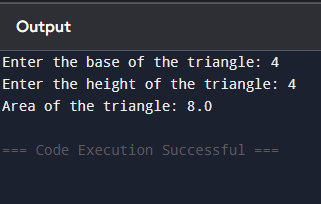 Output
Enter the base of the triangle: 4
Enter the height of the triangle: 4
Area of the triangle: 8.0
=== Code Execution Successful ===